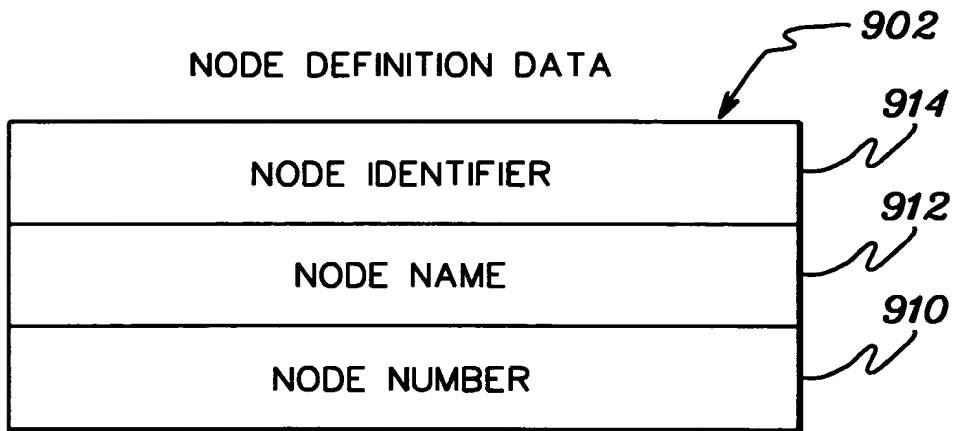 902
NODE DEFINITION DATA
914
NODE IDENTIFIER
912
NODE NAME
910
NODE NUMBER